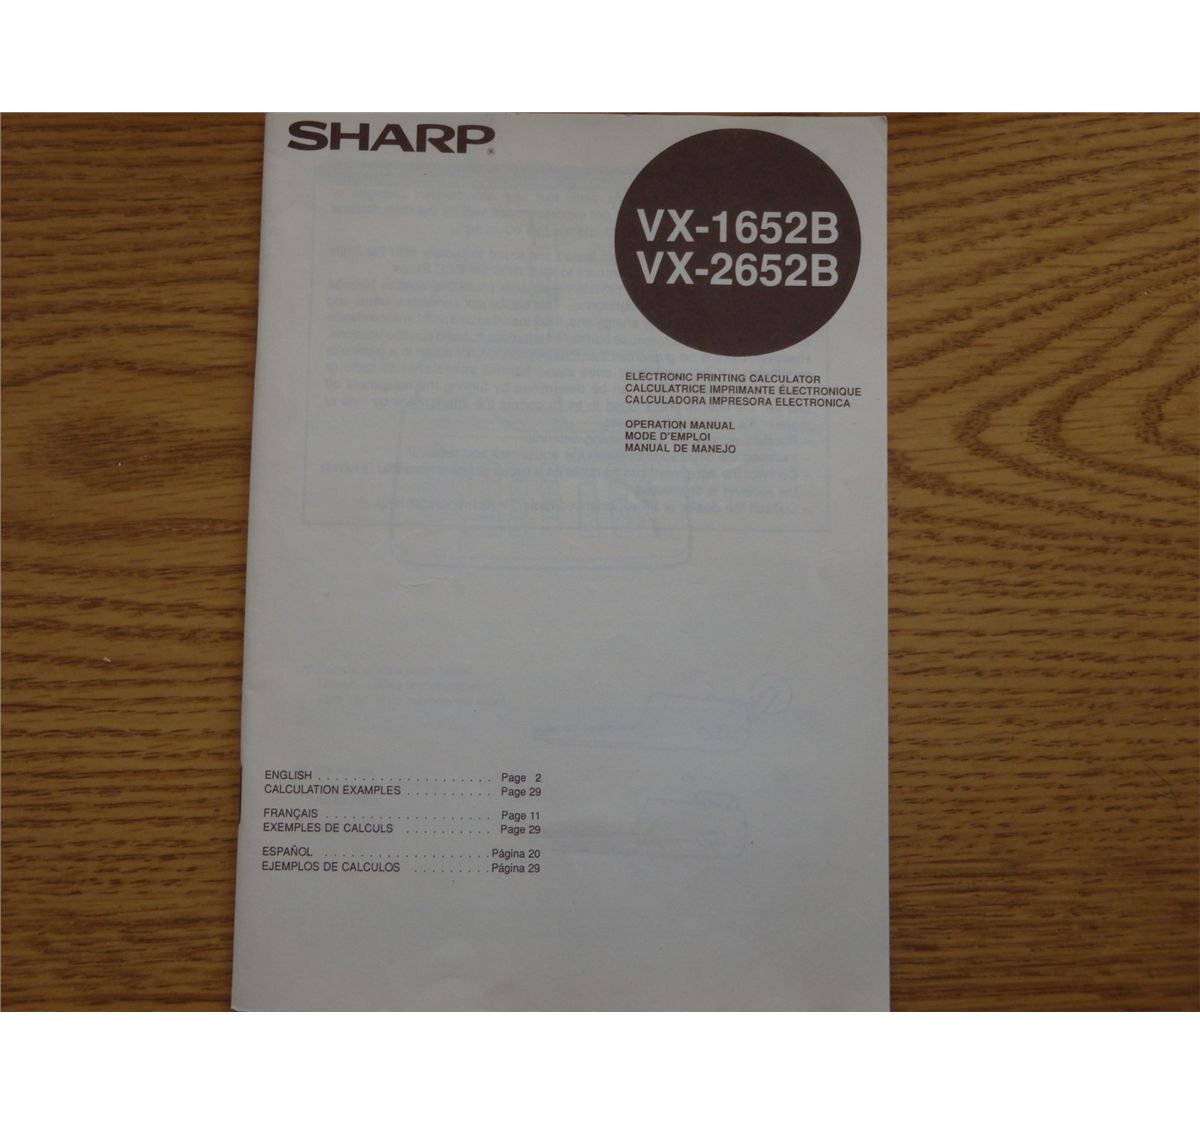 SHARP®
VX-1652B
VX-2652B
ELECTRONIC PRINTING CALCULATOR
CALCULATRICE IMPRIMANTE ÉLECTRONIQUE
CALCULADORA IMPRESORA ELECTRONICA
OPERATION MANUAL
MODE D'EMPLOI
MANUAL DE MANEJO
ENGLISH . . . . . . . . . . . . . . . . . . . . . Page 2
CALCULATION EXAMPLES . . . . . . . . . . Page 29
FRANÇAIS . . . . . . . . . . . . . . . . . . . . Page 11
EXEMPLES DE CALCULS . . . . . . . . . . Page 29
ESPAÑOL . . . . . . . . . . . . . . . . . . . . Página 20
EJEMPLOS DE CALCULOS . . . . . . . . . Página 29